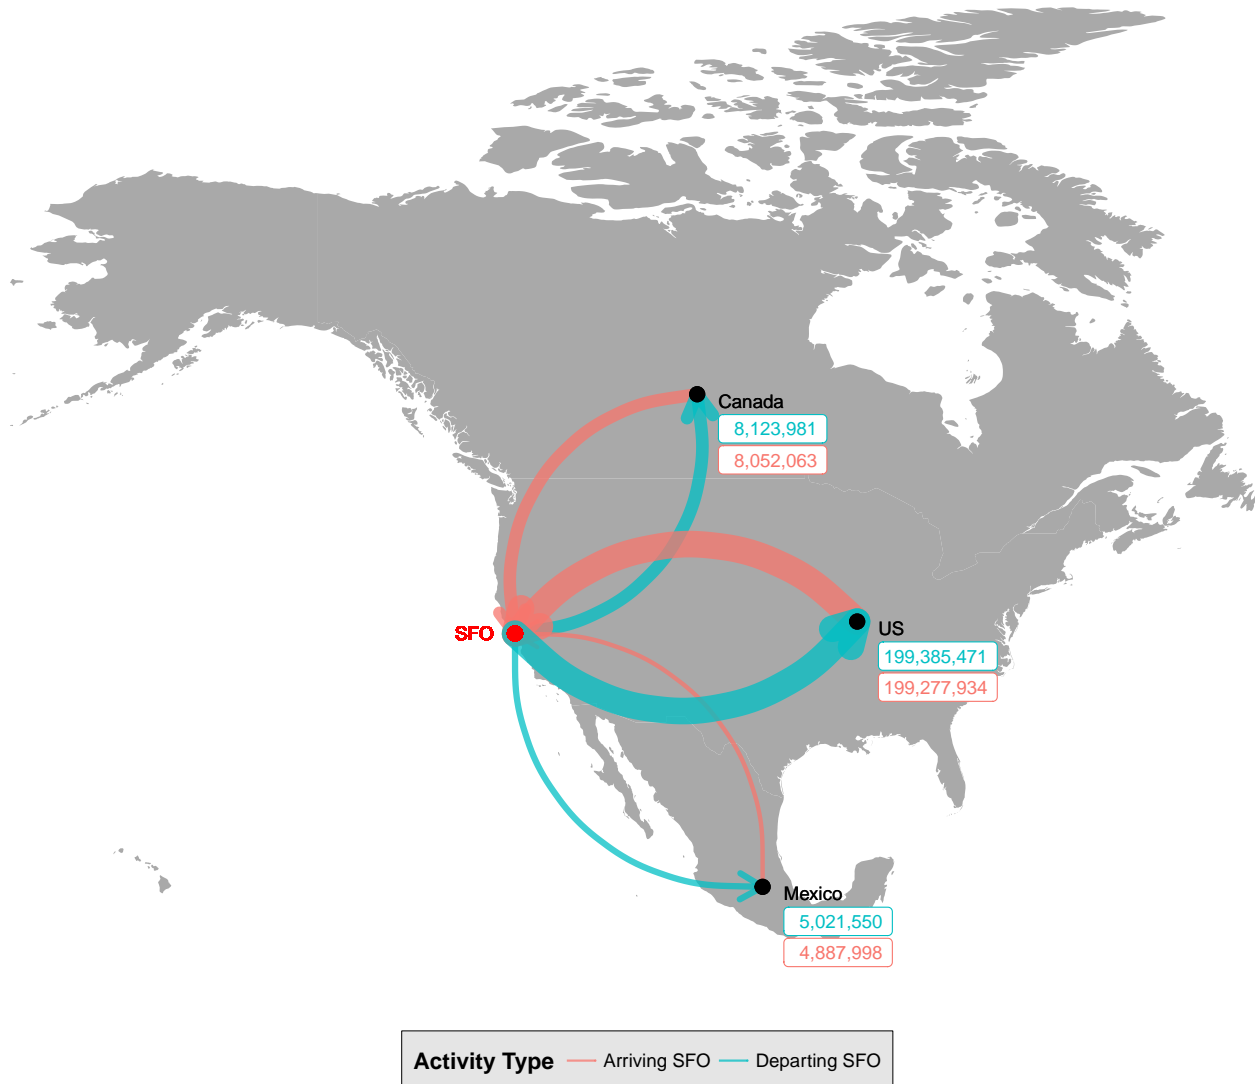 Canada
8,123,981
8,052,063
SFO
US
199,385,471
199,277,934
Mexico
5,021,550
4,887,998
Activity Type Arriving SFO Departing SFO